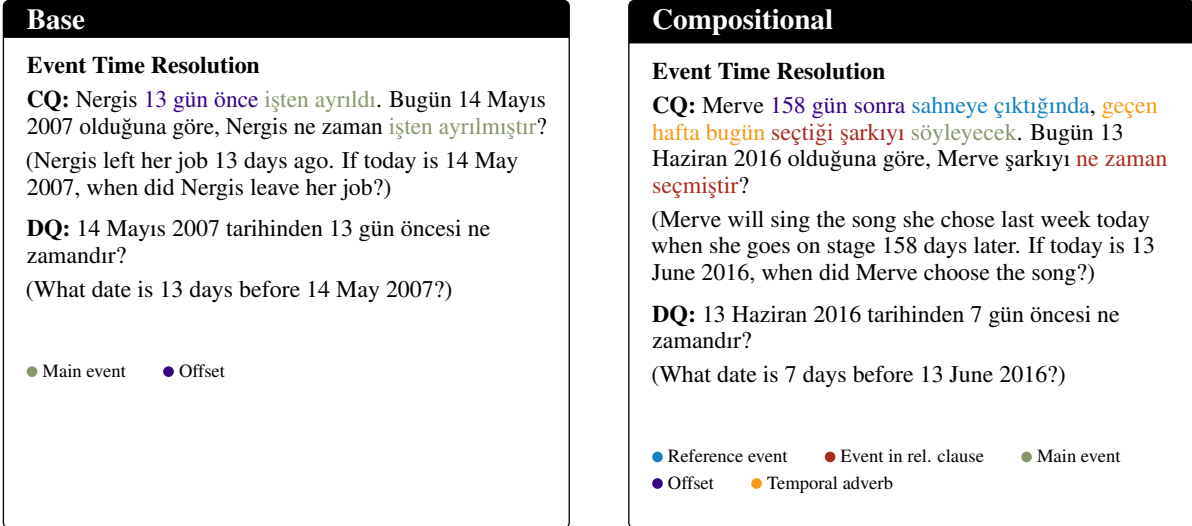 Base
Event Time Resolution
CQ: Nergis 13 gün önce işten ayrıldı. Bugün 14 Mayıs
2007 olduğuna göre, Nergis ne zaman işten ayrılmıştır?
(Nergis left her job 13 days ago. If today is 14 May
2007, when did Nergis leave her job?)
DQ: 14 Mayıs 2007 tarihinden 13 gün öncesi ne
zamandır?
(What date is 13 days before 14 May 2007?)
Main event Offset
Compositional
Event Time Resolution
CQ: Merve 158 gün sonra sahneye çıktığında, geçen
hafta bugün seçtiği şarkıyı söyleyecek. Bugün 13
Haziran 2016 olduğuna göre, Merve şarkıyı ne zaman
seçmiştir?
(Merve will sing the song she chose last week today
when she goes on stage 158 days later. If today is 13
June 2016, when did Merve choose the song?)
DQ: 13 Haziran 2016 tarihinden 7 gün öncesi ne
zamandır?
(What date is 7 days before 13 June 2016?)
Reference event Event in rel. clause Main event
Offset Temporal adverb